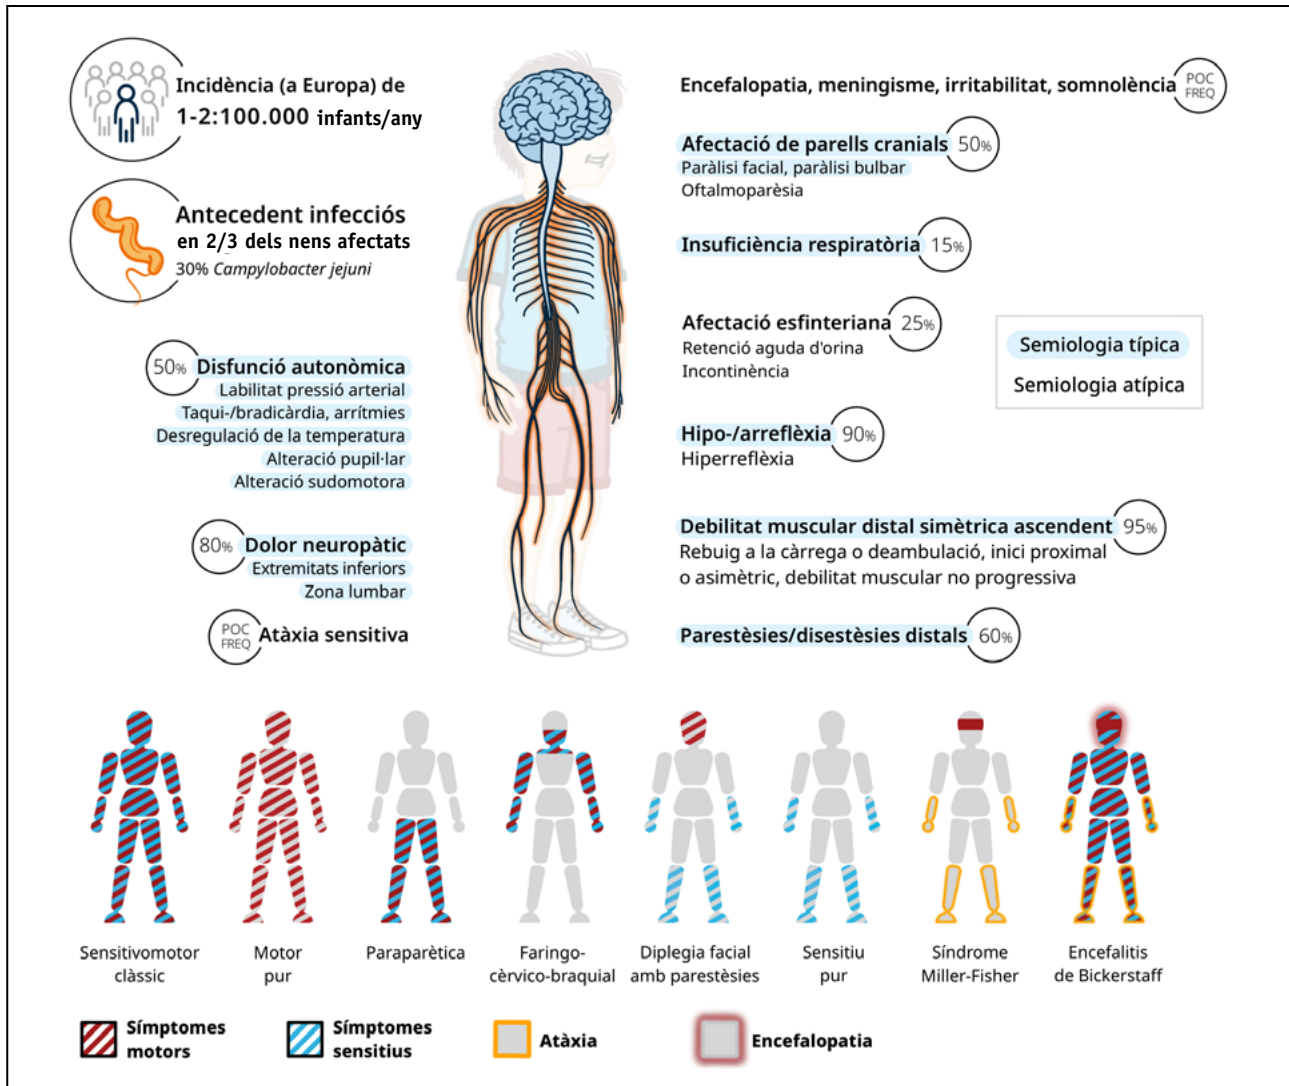 Incidència (a Europa) de
1-2:100.000 infants/any
Antecedent infecciós
en 2/3 dels nens afectats
30% Campylobacter jejuni
50% Disfunció autonòmica
Labilitat pressió arterial
Taqui-/bradicàrdia, arrítmies
Desregulació de la temperatura
Alteració pupil·lar
Alteració sudomotora
80% Dolor neuropàtic
Extremitats inferiors
Zona lumbar
POC
FREQ
Atàxia sensitiva
Encefalopatia, meningisme, irritabilitat, somnolència
POC
FREQ
Afectació de parells cranials 50%
Paràlisi facial, paràlisi bulbar
Oftalmoparèsia
Insuficiència respiratòria 15%
Afectació esfinteriana 25%
Retenció aguda d'orina
Incontinència
Semiologia típica
Semiologia atípica
Hipo-/arreflèxia 90%
Hiperreflèxia
Debilitat muscular distal simètrica ascendent 95%
Rebuig a la càrrega o deambulació, inici proximal
o asimètric, debilitat muscular no progressiva
Parestèsies/disestèsies distals 60%
Sensitivomotor
clàssic
Motor
pur
Paraparètica
Faringo-
cèrvico-braquial
Diplegia facial
amb parestèsies
Sensitiu
pur
Síndrome
Miller-Fisher
Encefalitis
de Bickerstaff
Símptomes
motors
Símptomes
sensitius
Atàxia
Encefalopatia